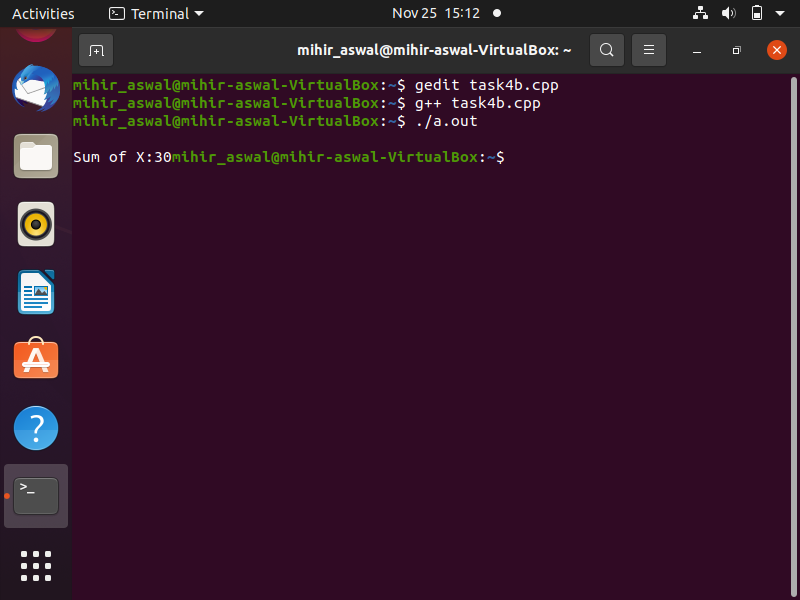 Activities Terminal Nov 25 15:12
mihir_aswal@mihir-aswal-VirtualBox: ~
mihir_aswal@mihir-aswal-VirtualBox:~$ gedit task4b.cpp
mihir_aswal@mihir-aswal-VirtualBox:~$ g++ task4b.cpp
mihir_aswal@mihir-aswal-VirtualBox:~$ ./a.out
Sum of X:30mihir_aswal@mihir-aswal-VirtualBox:~$